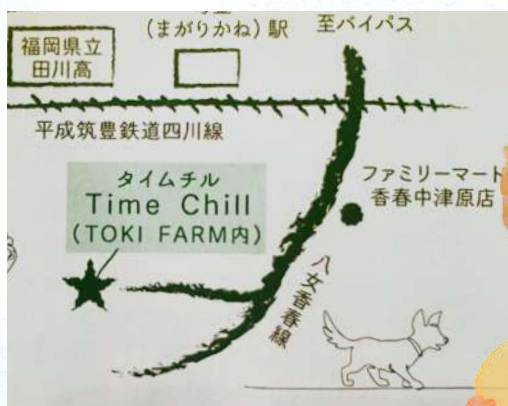 (まがりかね)駅
至バイパス
福岡県立
田川高
平成筑豊鉄道四川線
タイムチル
Time Chill
(TOKI FARM内)
ファミリーマート
香春中津原店
八女香春線